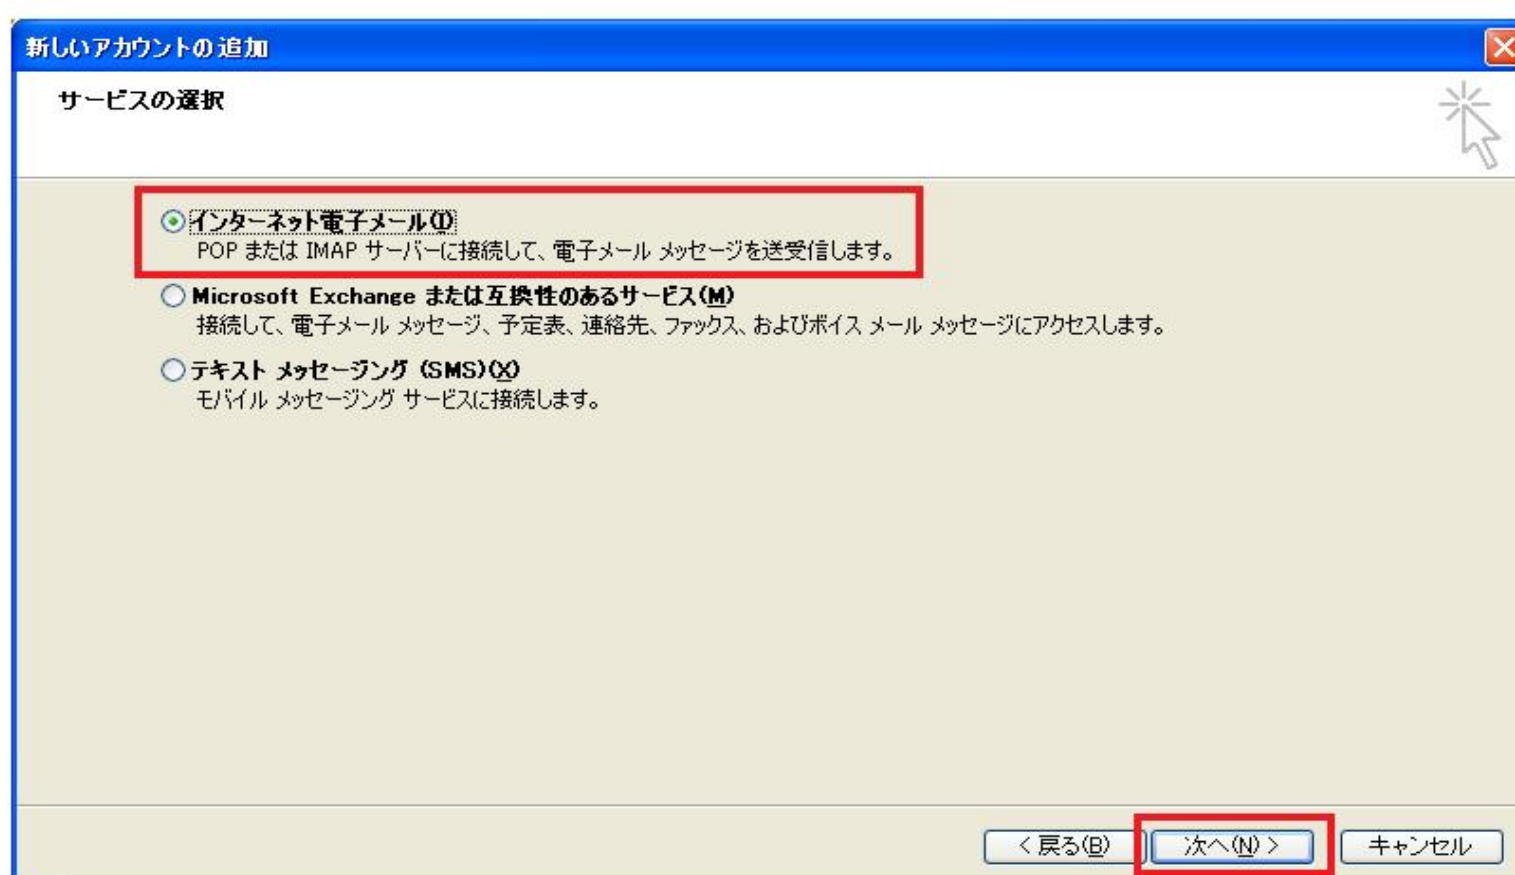 新しいアカウントの追加
サービスの選択
インターネット電子メール(I)
POP または IMAP サーバーに接続して、電子メール メッセージを送受信します。
Microsoft Exchange または互換性のあるサービス(M)
接続して、電子メール メッセージ、予定表、連絡先、ファックス、およびボイス メール メッセージにアクセスします。
テキスト メッセージング (SMS)(X)
モバイル メッセージング サービスに接続します。
< 戻る(B) 次へ(N) > キャンセル